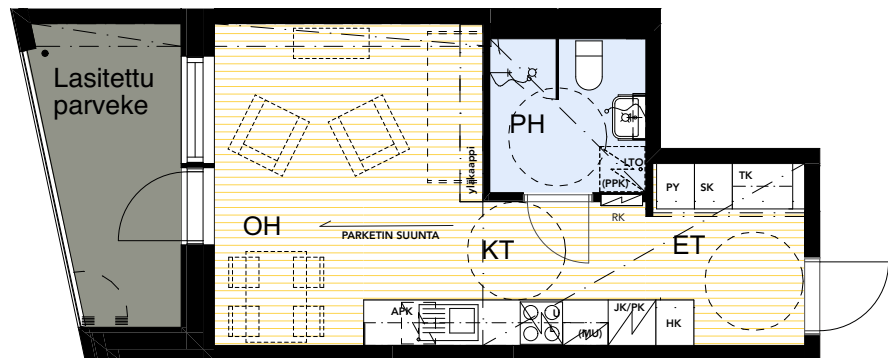 Lasitettu
parveke
PH
yläkaappi
LTO
(PPK)
PY
SK
TK
OH
PARKETIN SUUNTA
RK
KT
ET
APK
L
U
(MU)
JK/PK
HK